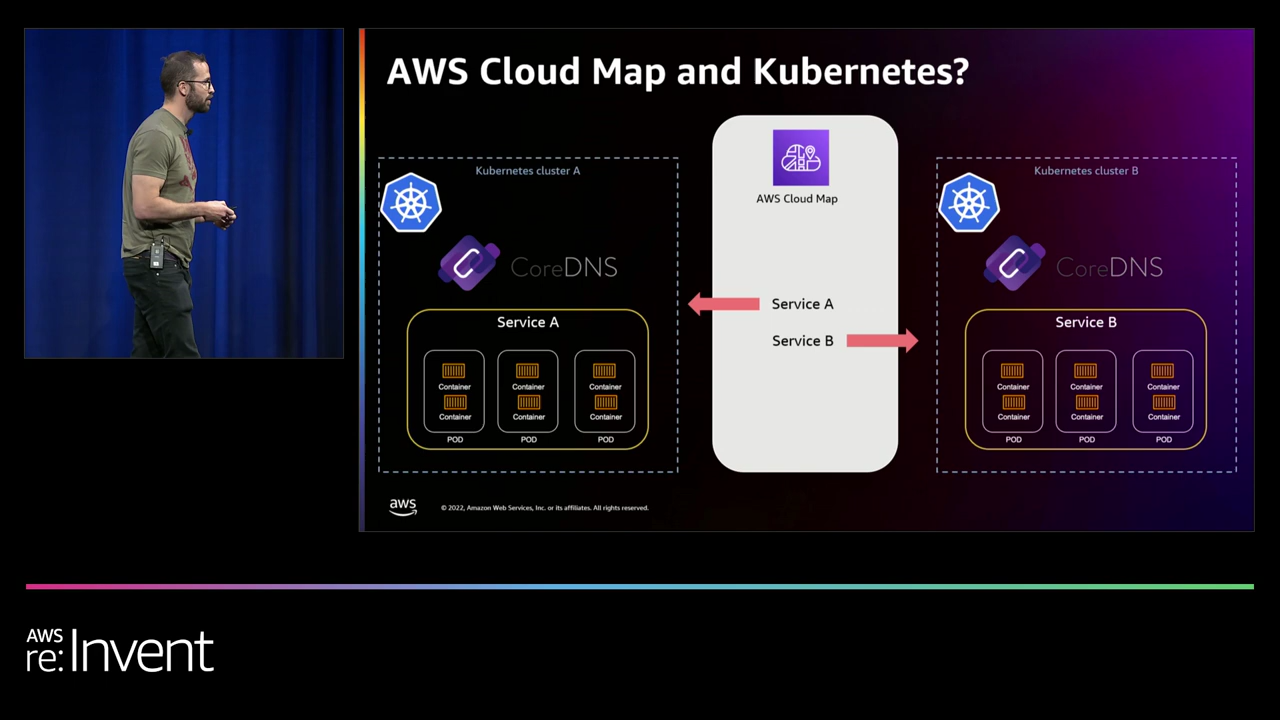 AWS Cloud Map and Kubernetes?
Kubernetes cluster A
CoreDNS
Service A
Container
Container
Container
Container
Container
Container
POD
POD
POD
AWS Cloud Map
Service A
Service B
Kubernetes cluster B
CoreDNS
Service B
Container
Container
Container
Container
Container
Container
POD
POD
POD
aws
© 2022, Amazon Web Services, Inc. or its affiliates. All rights reserved.
AWS
re:Invent